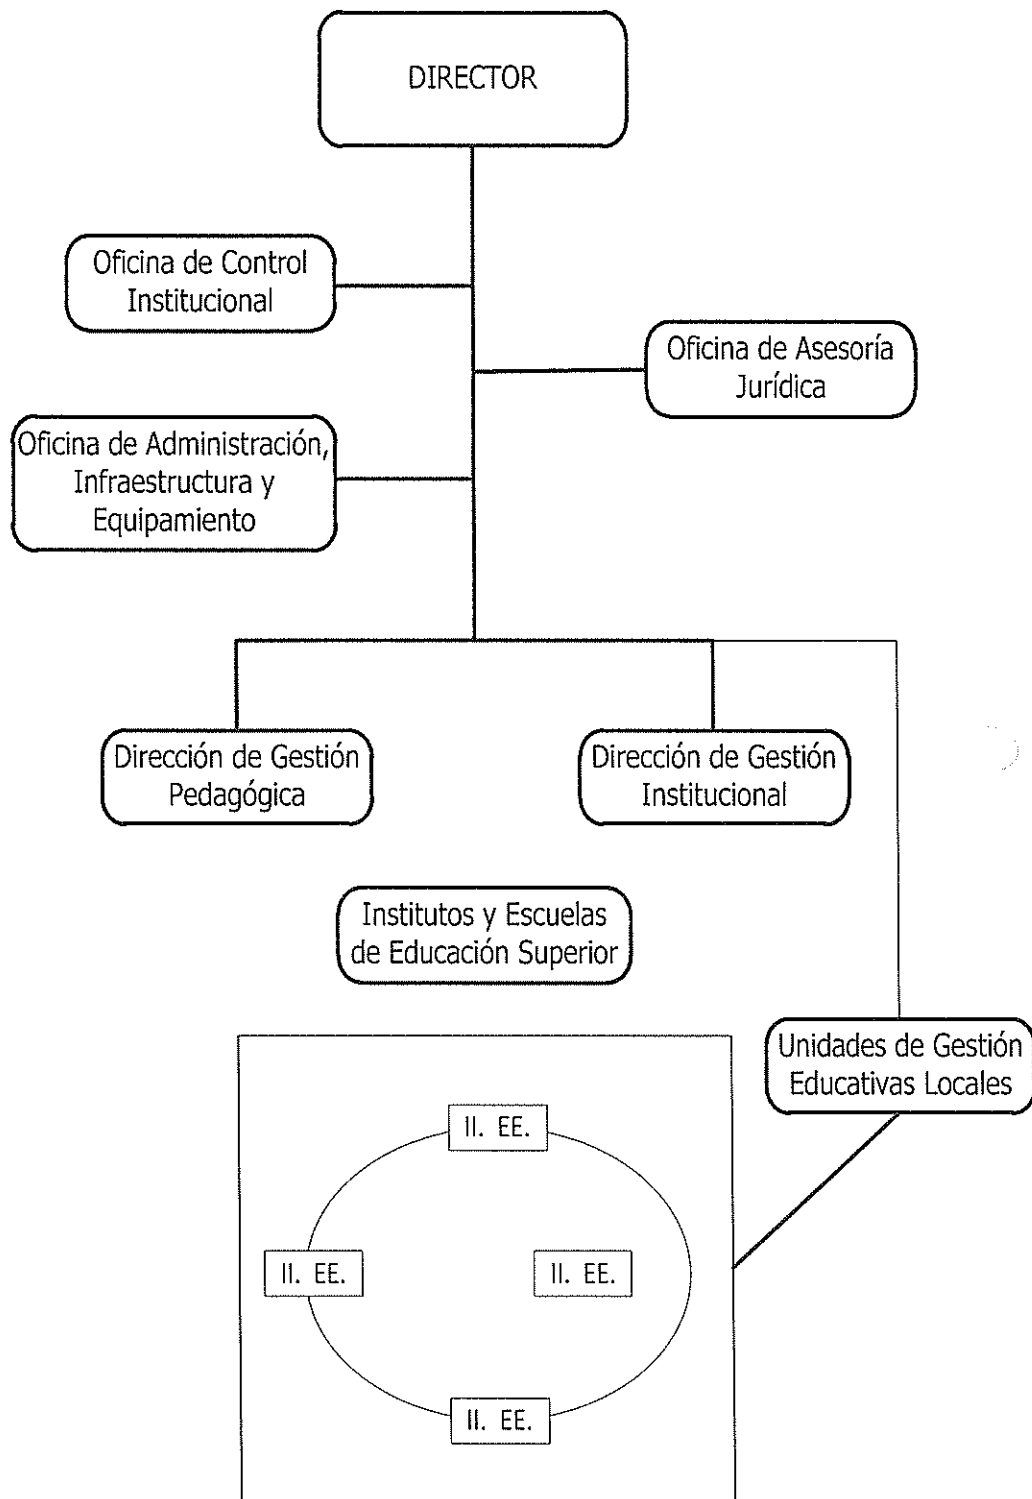 DIRECTOR
Oficina de Control
Institucional
Oficina de Asesoría
Jurídica
Oficina de Administración,
Infraestructura y
Equipamiento
Dirección de Gestión
Pedagógica
Dirección de Gestión
Institucional
Institutos y Escuelas
de Educación Superior
Unidades de Gestión
Educativas Locales
II. EE.
II. EE.
II. EE.
II. EE.